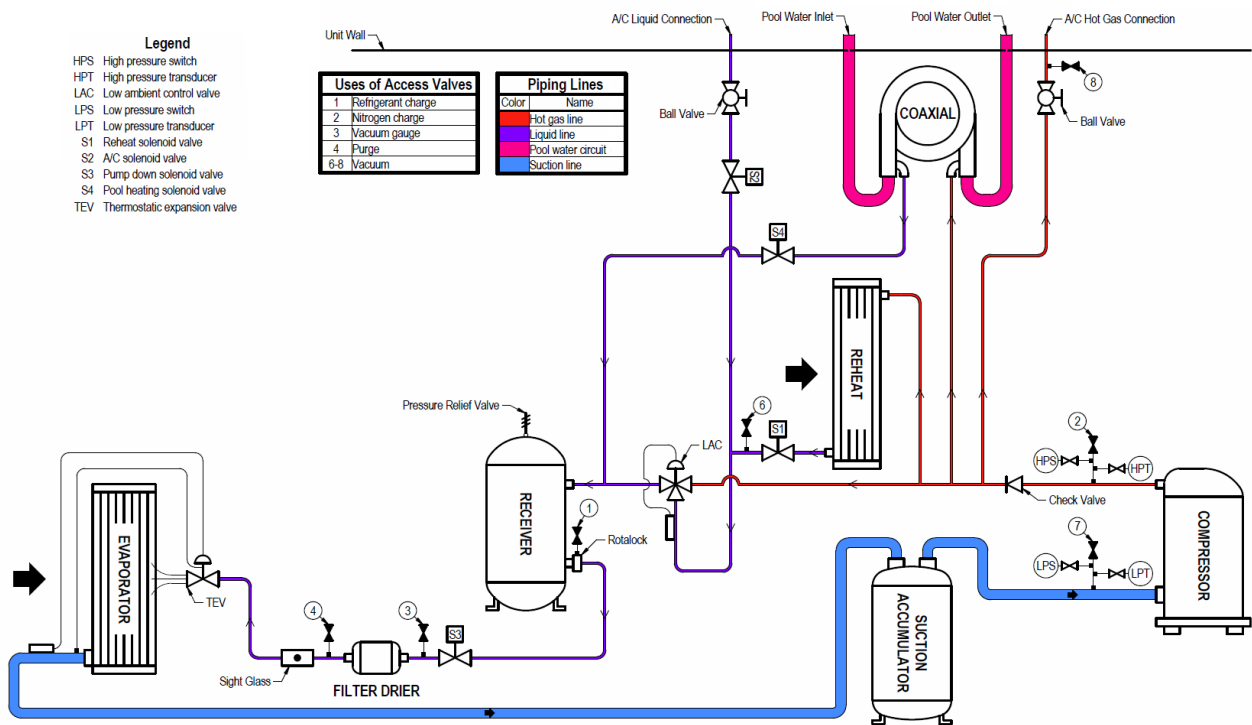 A/C Liquid Connection
Pool Water Inlet
Pool Water Outlet
A/C Hot Gas Connection
Unit Wall
Legend
HPS High pressure switch
HPT High pressure transducer
LAC Low ambient control valve
LPS Low pressure switch
LPT Low pressure transducer
S1 Reheat solenoid valve
S2 A/C solenoid valve
S3 Pump down solenoid valve
S4 Pool heating solenoid valve
TEV Thermostatic expansion valve
Uses of Access Valves
1 Refrigerant charge
2 Nitrogen charge
3 Vacuum gauge
4 Purge
6-8 Vacuum
Piping Lines
Color Name
Hot gas line
Liquid line
Pool water circuit
Suction line
Ball Valve
COAXIAL
8
Ball Valve
S2
S4
REHEAT
Pressure Relief Valve
6
S1
LAC
2
HPS
HPT
Check Valve
COMPRESSOR
RECEIVER
1
Rotalock
7
LPS
LPT
EVAPORATOR
TEV
4
3
S3
Sight Glass
FILTER DRIER
SUCTION
ACCUMULATOR